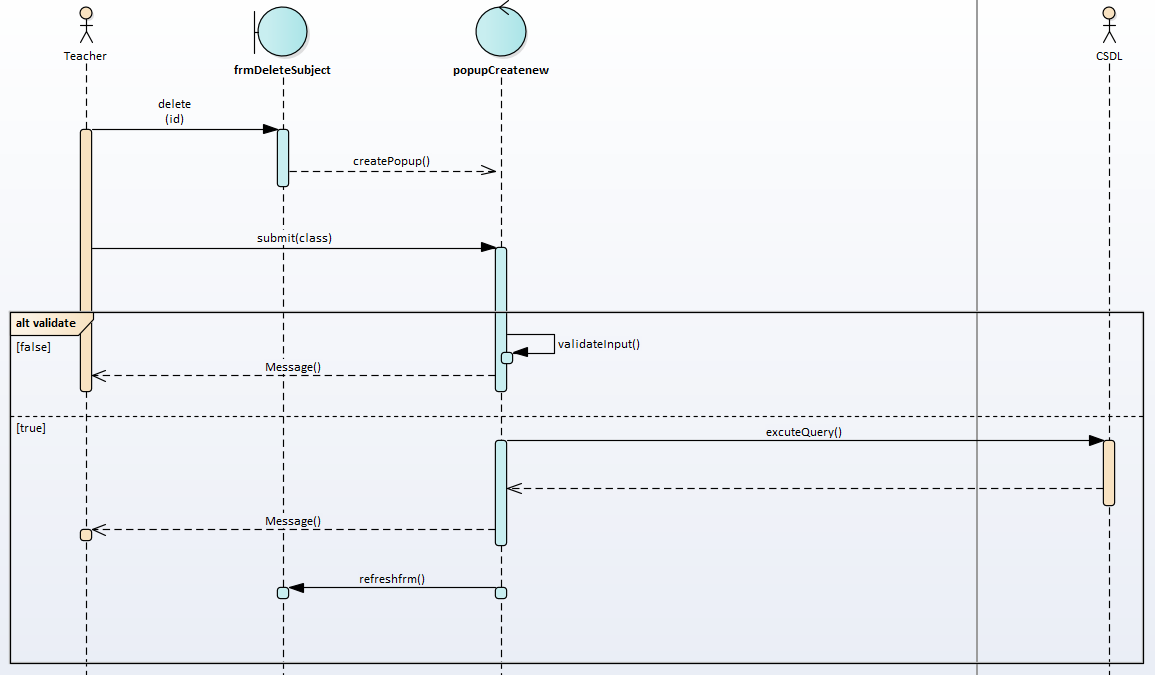 Teacher
CSDL
frmDeleteSubject
popupCreatenew
delete
(id)
createPopup()
submit(class)
alt validate
[false]
validateInput()
Message()
[true]
excuteQuery()
Message()
refreshfrm()